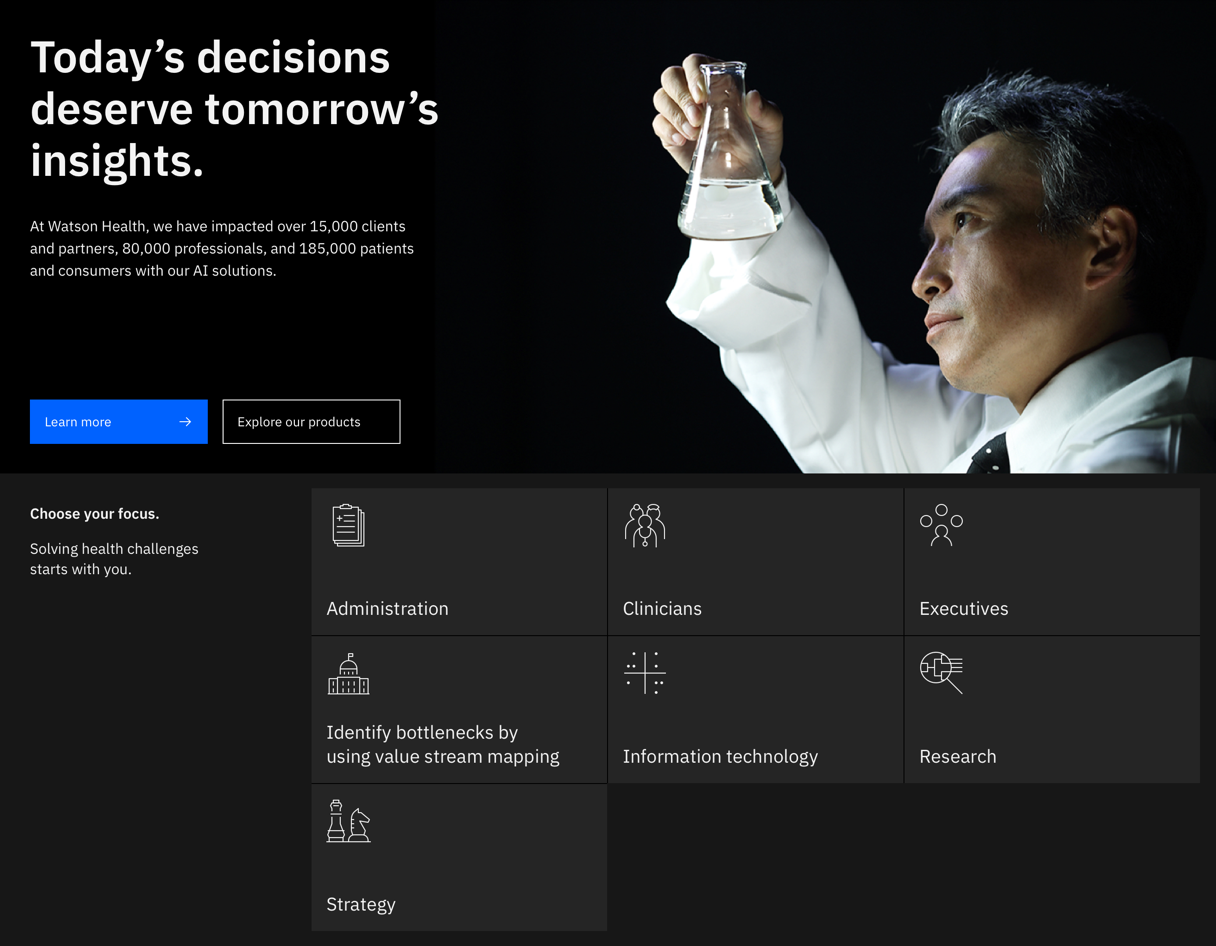 Today’s decisions
deserve tomorrow’s
insights.
At Watson Health, we have impacted over 15,000 clients
and partners, 80,000 professionals, and 185,000 patients
and consumers with our AI solutions.
Learn more
Explore our products
Choose your focus.
Solving health challenges
starts with you.
Administration
Clinicians
Executives
Identify bottlenecks by
using value stream mapping
Information technology
Research
Strategy